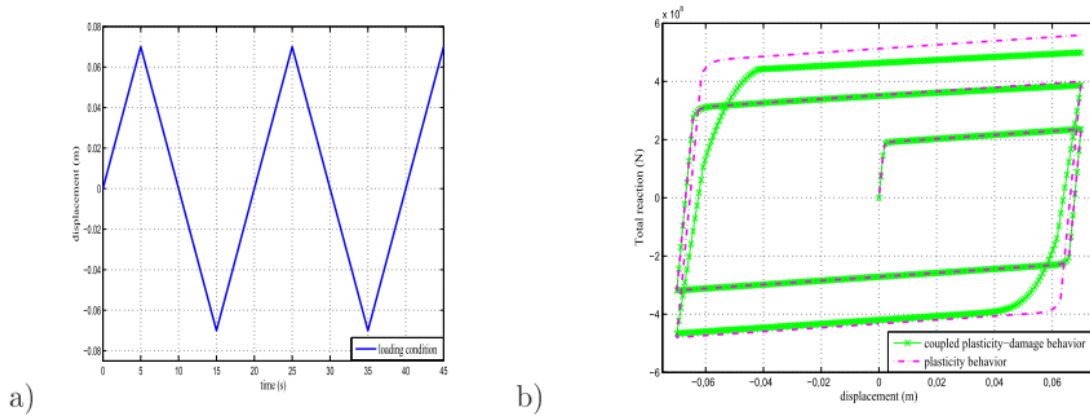 0.08
0.06
0.04
0.02
0
−0.02
−0.04
−0.06
−0.08
displacement (m)
0 5 10 15 20 25 30 35 40 45
time (s)
loading condition
a)
x 10⁸
6
4
2
0
−2
−4
−6
Total reaction (N)
−0,06 −0,04 −0,02 0 0,02 0,04 0,06
displacement (m)
coupled plasticity−damage behavior
plasticity behavior
b)